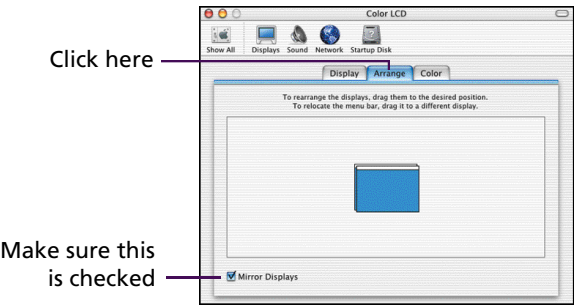 Color LCD
Show All Displays Sound Network Startup Disk
Click here
Display Arrange Color
To rearrange the displays, drag them to the desired position.
To relocate the menu bar, drag it to a different display.
Make sure this
is checked
Mirror Displays